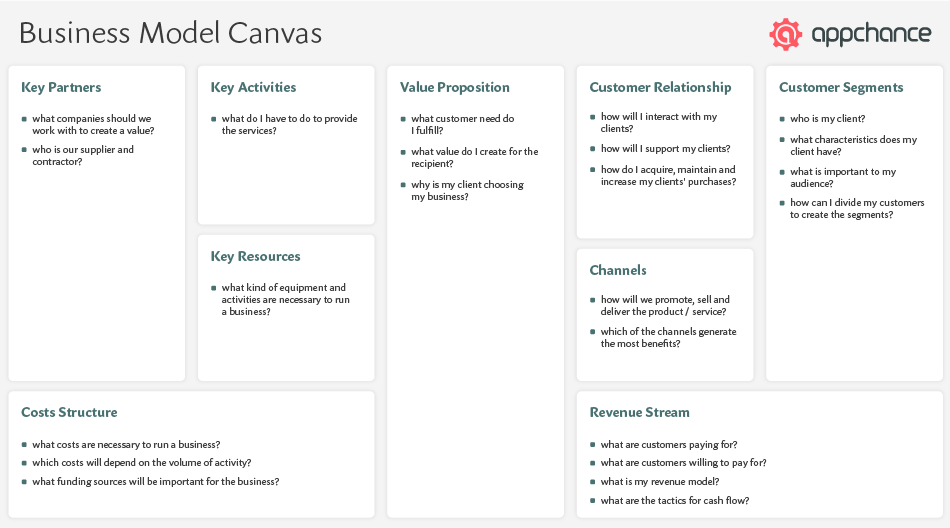 Business Model Canvas
appchance
Key Partners
what companies should we
work with to create a value?
who is our supplier and
contractor?
Key Activities
what do I have to do to provide
the services?
Key Resources
what kind of equipment and
activities are necessary to run
a business?
Value Proposition
what customer need do
I fulfill?
what value do I create for the
recipient?
why is my client choosing
my business?
Customer Relationship
how will I interact with my
clients?
how will I support my clients?
how do I acquire, maintain and
increase my clients' purchases?
Channels
how will we promote, sell and
deliver the product / service?
which of the channels generate
the most benefits?
Customer Segments
who is my client?
what characteristics does my
client have?
what is important to my
audience?
how can I divide my customers
to create the segments?
Costs Structure
what costs are necessary to run a business?
which costs will depend on the volume of activity?
what funding sources will be important for the business?
Revenue Stream
what are customers paying for?
what are customers willing to pay for?
what is my revenue model?
what are the tactics for cash flow?